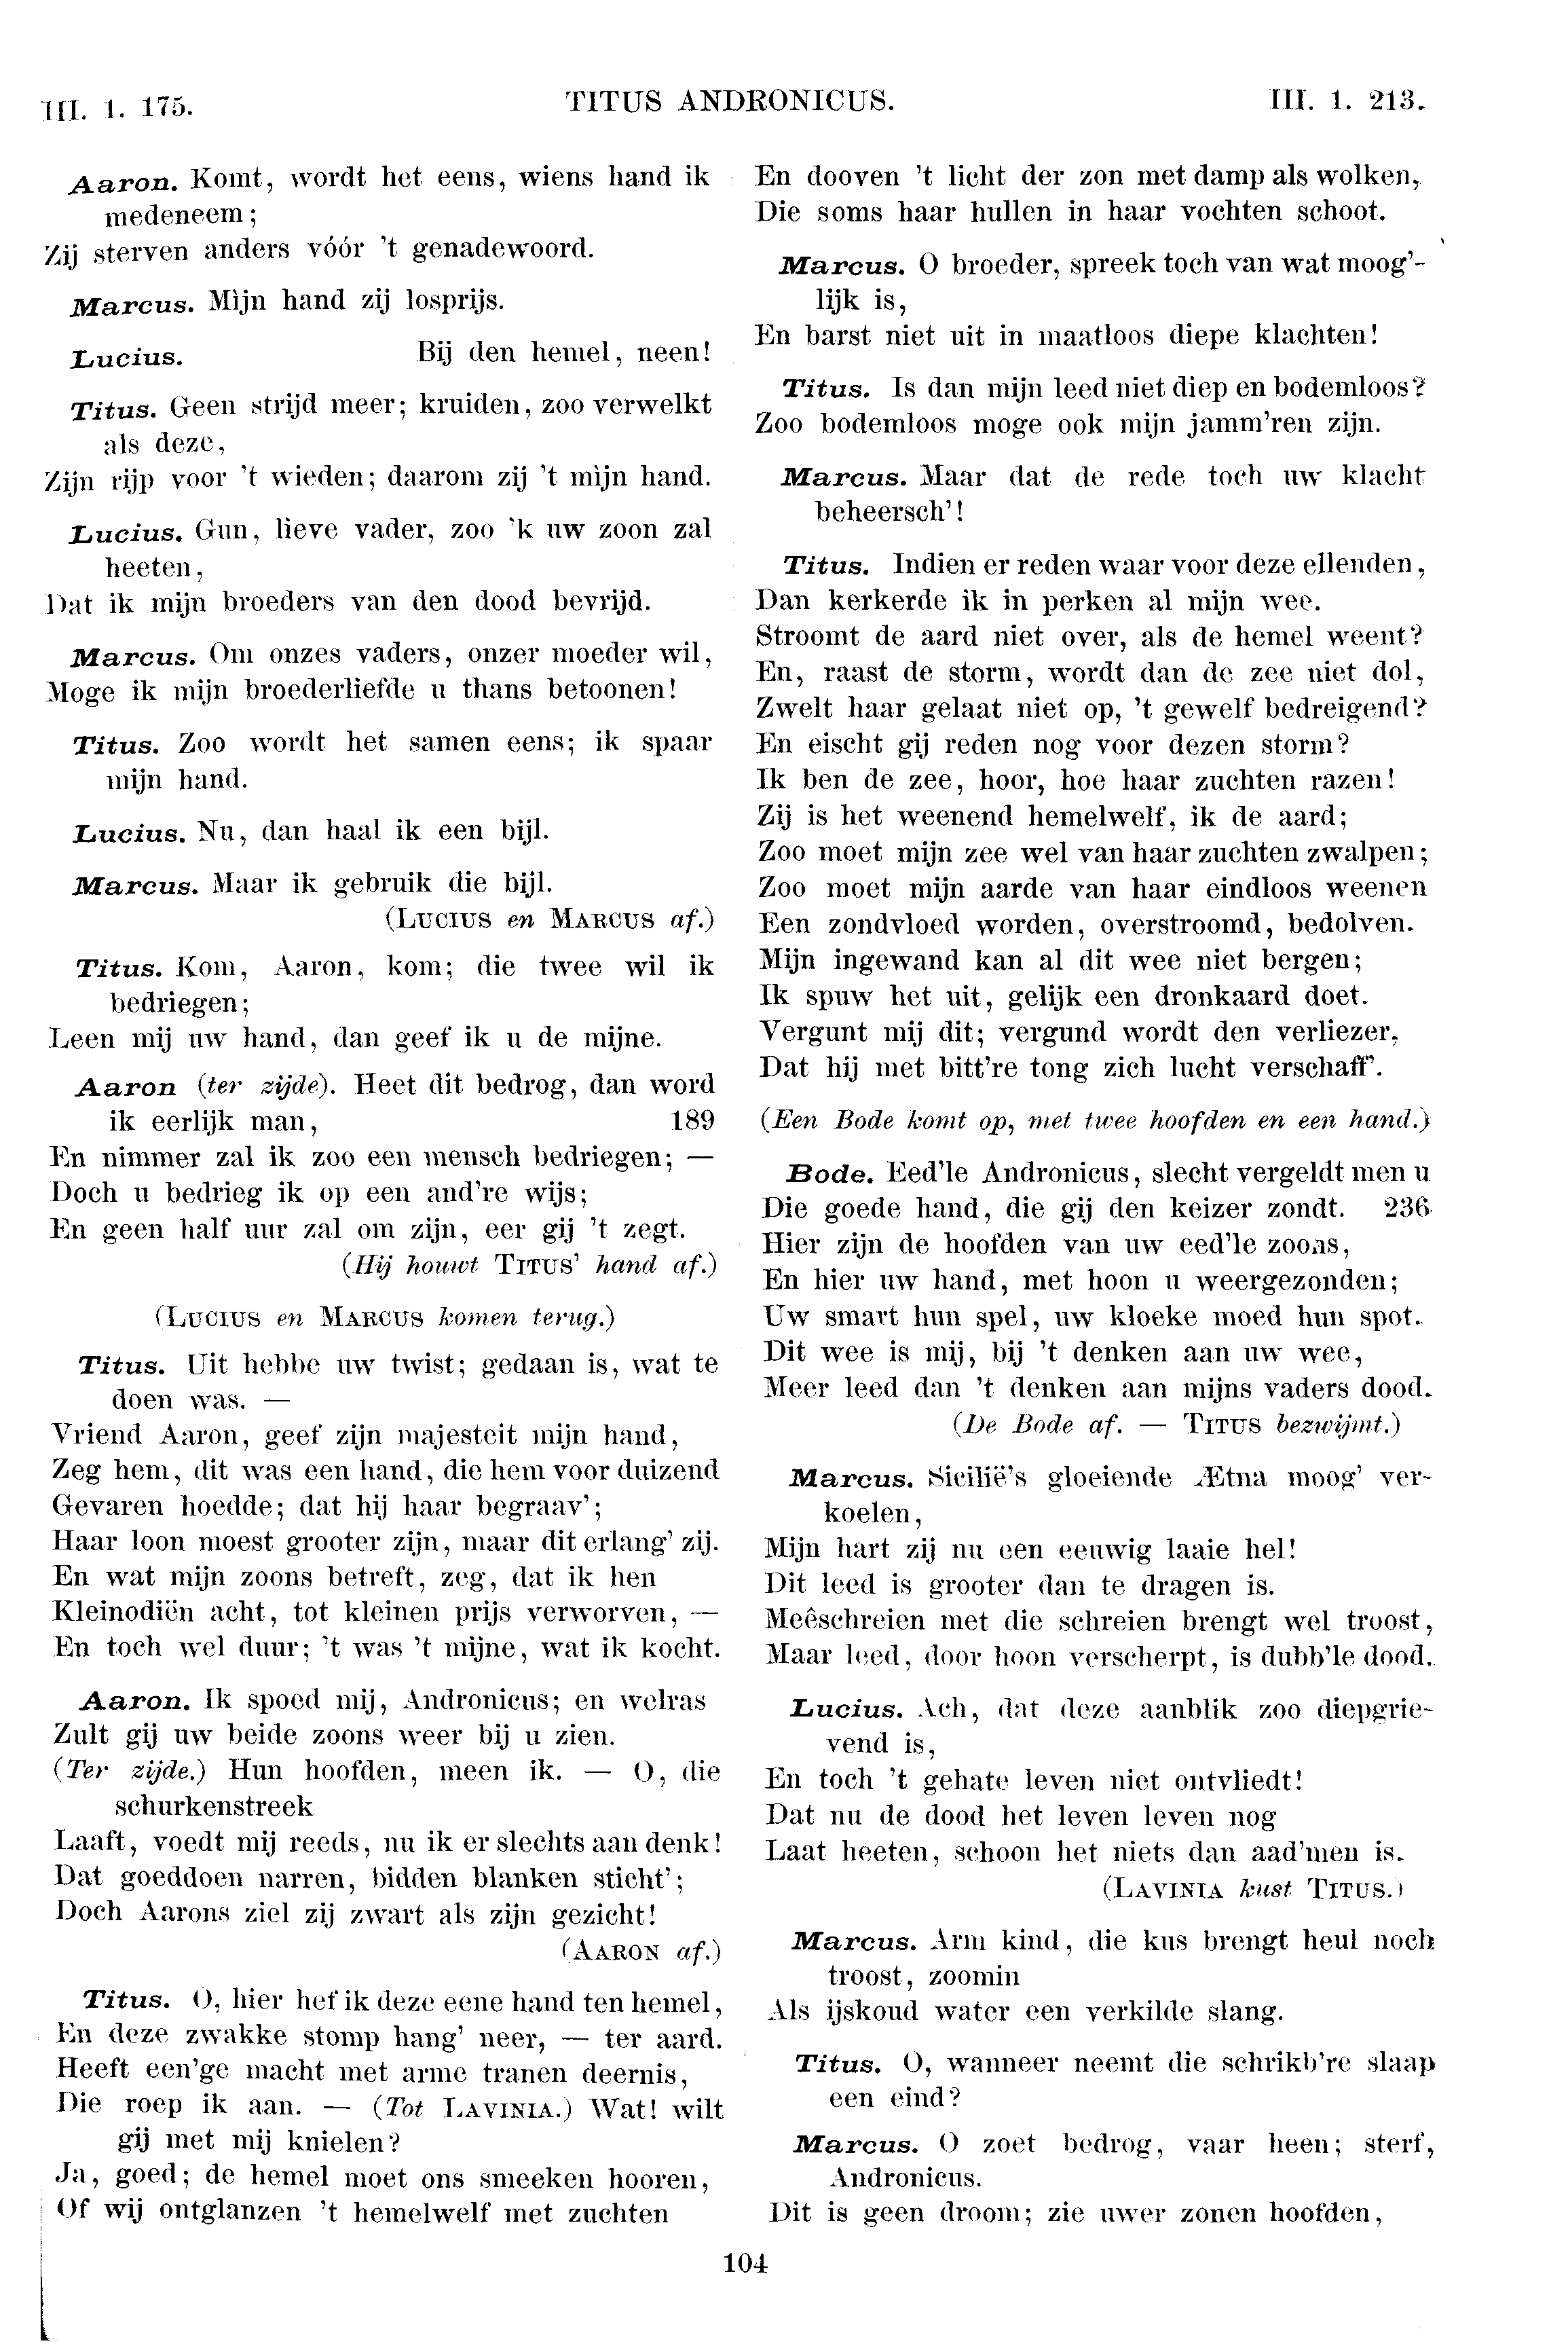 III. 1. 175.
TITUS ANDRONICUS.
III. 1. 213.
Aaron. Komt, wordt het eens, wiens hand ik
medeneem;
Zij sterven anders vóór 't genadewoord.
Marcus. Mìjn hand zij losprijs.
Lucius. Bij den hemel, neen!
Titus. Geen strijd meer; kruiden, zoo verwelkt
als deze,
Zijn rijp voor 't wieden; daarom zij 't mìjn hand.
Lucius. Gun, lieve vader, zoo 'k uw zoon zal
heeten,
Dat ik mijn broeders van den dood bevrijd.
Marcus. Om onzes vaders, onzer moeder wil,
Moge ik mijn broederliefde u thans betoonen!
Titus. Zoo wordt het samen eens; ik spaar
mijn hand.
Lucius. Nu, dan haal ik een bijl.
Marcus. Maar ik gebruik die bijl.
(LUCIUS en MARCUS af.)
Titus. Kom, Aaron, kom; die twee wil ik
bedriegen;
Leen mij uw hand, dan geef ik u de mijne.
Aaron (ter zijde). Heet dit bedrog, dan word
ik eerlijk man, 189
En nimmer zal ik zoo een mensch bedriegen; —
Doch u bedrieg ik op een and're wijs;
En geen half uur zal om zijn, eer gij 't zegt.
(Hij houwt TITUS' hand af.)
(LUCIUS en MARCUS komen terug.)
Titus. Uit hebbe uw twist; gedaan is, wat te
doen was. —
Vriend Aaron, geef zijn majesteit mijn hand,
Zeg hem, dit was een hand, die hem voor duizend
Gevaren hoedde; dat hij haar begraav';
Haar loon moest grooter zijn, maar dit erlang' zij.
En wat mijn zoons betreft, zeg, dat ik hen
Kleinodiën acht, tot kleinen prijs verworven, —
En toch wel duur; 't was 't mijne, wat ik kocht.
Aaron. Ik spoed mij, Andronicus; en welras
Zult gij uw beide zoons weer bij u zien.
(Ter zijde.) Hun hoofden, meen ik. — O, die
schurkenstreek
Laaft, voedt mij reeds, nu ik er slechts aan denk!
Dat goeddoen narren, bidden blanken sticht';
Doch Aarons ziel zij zwart als zijn gezicht!
(AARON af.)
Titus. O, hier hef ik deze eene hand ten hemel,
En deze zwakke stomp hang' neer, — ter aard.
Heeft een'ge macht met arme tranen deernis,
Die roep ik aan. — (Tot LAVINIA.) Wat! wilt
gij met mij knielen?
Ja, goed; de hemel moet ons smeeken hooren,
Of wij ontglanzen 't hemelwelf met zuchten
En dooven 't licht der zon met damp als wolken,
Die soms haar hullen in haar vochten schoot.
Marcus. O broeder, spreek toch van wat moog'-
lijk is,
En barst niet uit in maatloos diepe klachten!
Titus. Is dan mijn leed niet diep en bodemloos?
Zoo bodemloos moge ook mijn jamm'ren zijn.
Marcus. Maar dat de rede toch uw klacht
beheersch'!
Titus. Indien er reden waar voor deze ellenden,
Dan kerkerde ik in perken al mijn wee.
Stroomt de aard niet over, als de hemel weent?
En, raast de storm, wordt dan de zee niet dol,
Zwelt haar gelaat niet op, 't gewelf bedreigend?
En eischt gij reden nog voor dezen storm?
Ik ben de zee, hoor, hoe haar zuchten razen!
Zij is het weenend hemelwelf, ik de aard;
Zoo moet mijn zee wel van haar zuchten zwalpen;
Zoo moet mijn aarde van haar eindloos weenen
Een zondvloed worden, overstroomd, bedolven.
Mijn ingewand kan al dit wee niet bergen;
Ik spuw het uit, gelijk een dronkaard doet.
Vergunt mij dit; vergund wordt den verliezer,
Dat hij met bitt're tong zich lucht verschaff'.
(Een Bode komt op, met twee hoofden en een hand.)
Bode. Eed'le Andronicus, slecht vergeldt men u
Die goede hand, die gij den keizer zondt. 236
Hier zijn de hoofden van uw eed'le zoons,
En hier uw hand, met hoon u weergezonden;
Uw smart hun spel, uw kloeke moed hun spot.
Dit wee is mij, bij 't denken aan uw wee,
Meer leed dan 't denken aan mijns vaders dood.
(De Bode af. — TITUS bezwijmt.)
Marcus. Sicilië's gloeiende Ætna moog' ver-
koelen,
Mijn hart zij nu een eeuwig laaie hel!
Dit leed is grooter dan te dragen is.
Meêschreien met die schreien brengt wel troost,
Maar leed, door hoon verscherpt, is dubb'le dood.
Lucius. Ach, dat deze aanblik zoo diepgrie-
vend is,
En toch 't gehate leven niet ontvliedt!
Dat nu de dood het leven leven nog
Laat heeten, schoon het niets dan aad'men is.
(LAVINIA kust TITUS.)
Marcus. Arm kind, die kus brengt heul noch
troost, zoomin
Als ijskoud water een verkilde slang.
Titus. O, wanneer neemt die schrikb're slaap
een eind?
Marcus. O zoet bedrog, vaar heen; sterf,
Andronicus.
Dit is geen droom; zie uwer zonen hoofden,
104